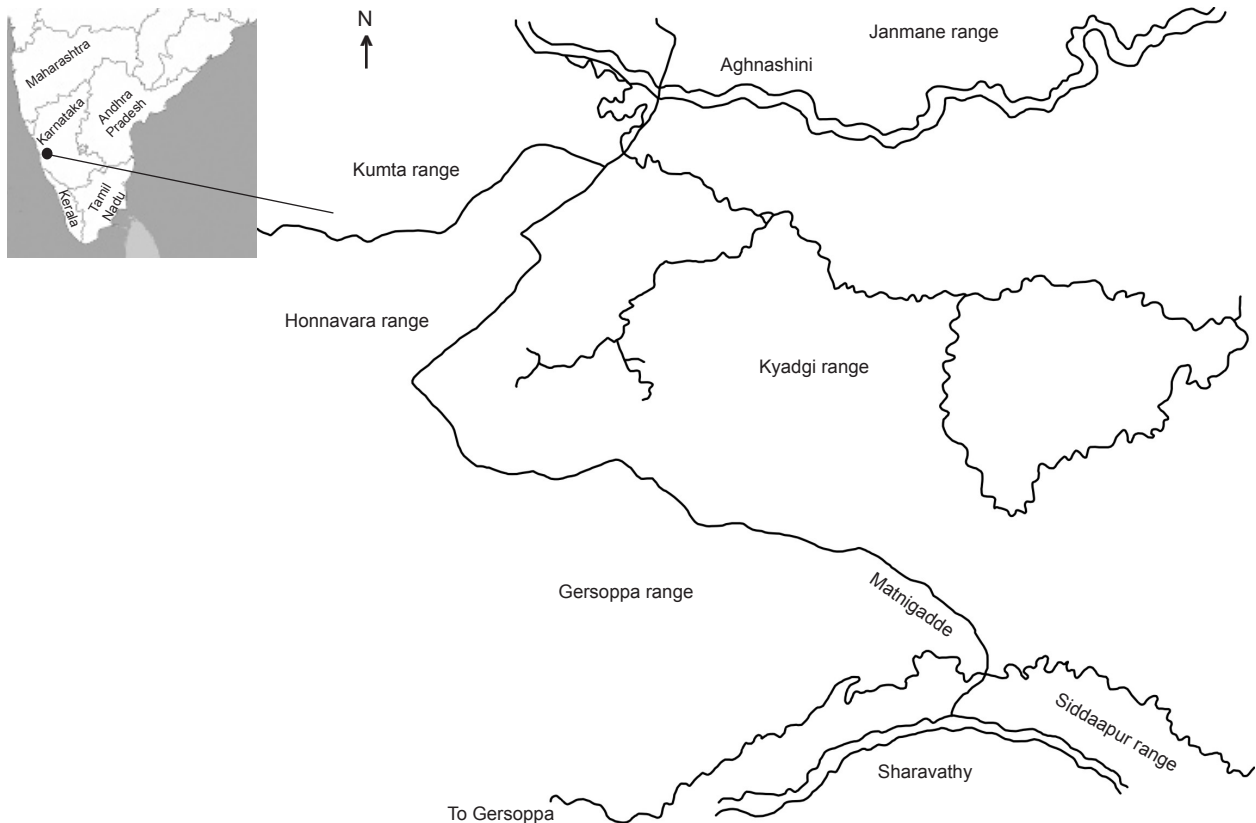 N
Janmane range
Aghnashini
Maharashtra
Karnataka
Andhra
Pradesh
Kerala
Tamil
Nadu
Kumta range
Honnavara range
Kyadgi range
Gersoppa range
Matnigadde
Siddaapur range
Sharavathy
To Gersoppa